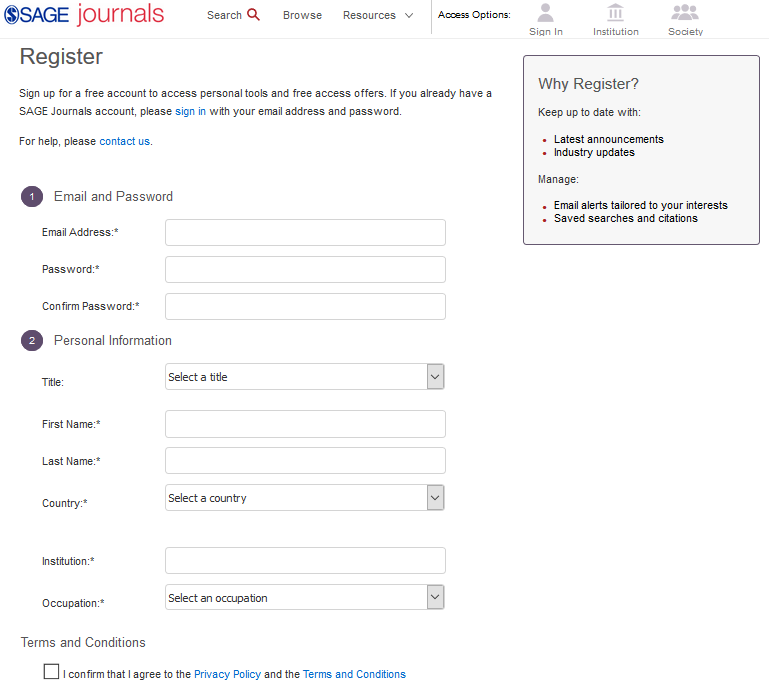 SAGE journals
Search Browse Resources Access Options: Sign In Institution Society
Register
Sign up for a free account to access personal tools and free access offers. If you already have a
SAGE Journals account, please sign in with your email address and password.
For help, please contact us.
1 Email and Password
Email Address:*
Password:*
Confirm Password:*
2 Personal Information
Title: Select a title
First Name:*
Last Name:*
Country:* Select a country
Institution:*
Occupation:* Select an occupation
Terms and Conditions
I confirm that I agree to the Privacy Policy and the Terms and Conditions
Why Register?
Keep up to date with:
• Latest announcements
• Industry updates
Manage:
• Email alerts tailored to your interests
• Saved searches and citations